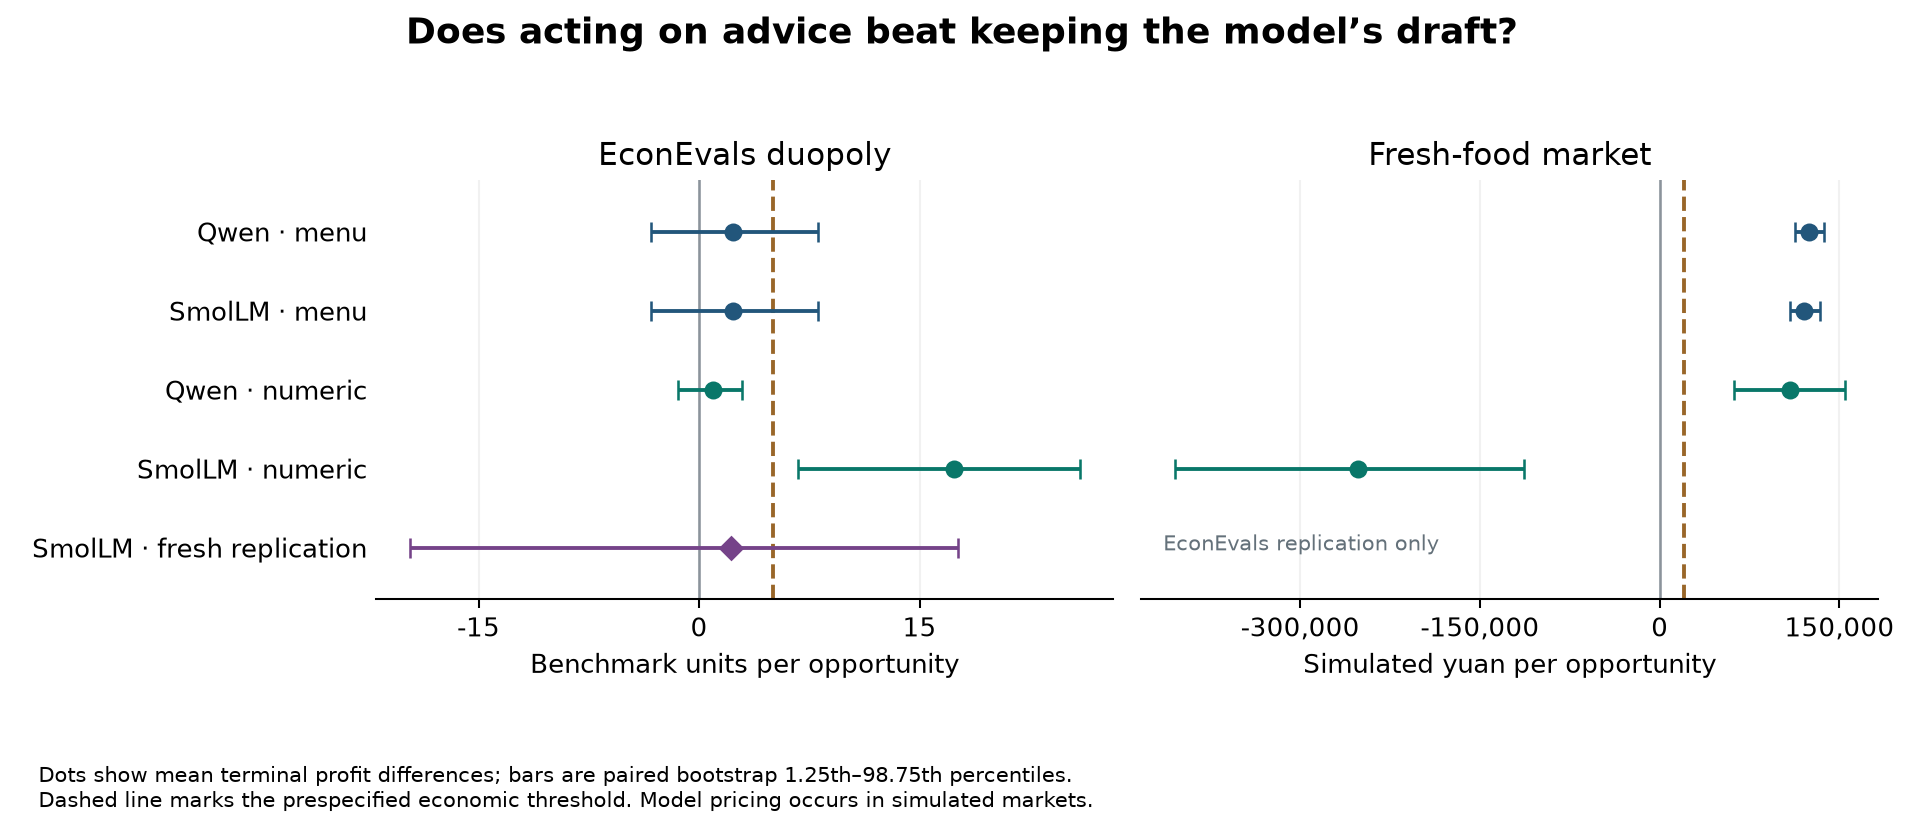 Does acting on advice beat keeping the model’s draft?
EconEvals duopoly
Fresh-food market
Qwen · menu
SmolLM · menu
Qwen · numeric
SmolLM · numeric
SmolLM · fresh replication
EconEvals replication only
-15
0
15
-300,000
-150,000
0
150,000
Benchmark units per opportunity
Simulated yuan per opportunity
Dots show mean terminal profit differences; bars are paired bootstrap 1.25th–98.75th percentiles.
Dashed line marks the prespecified economic threshold. Model pricing occurs in simulated markets.